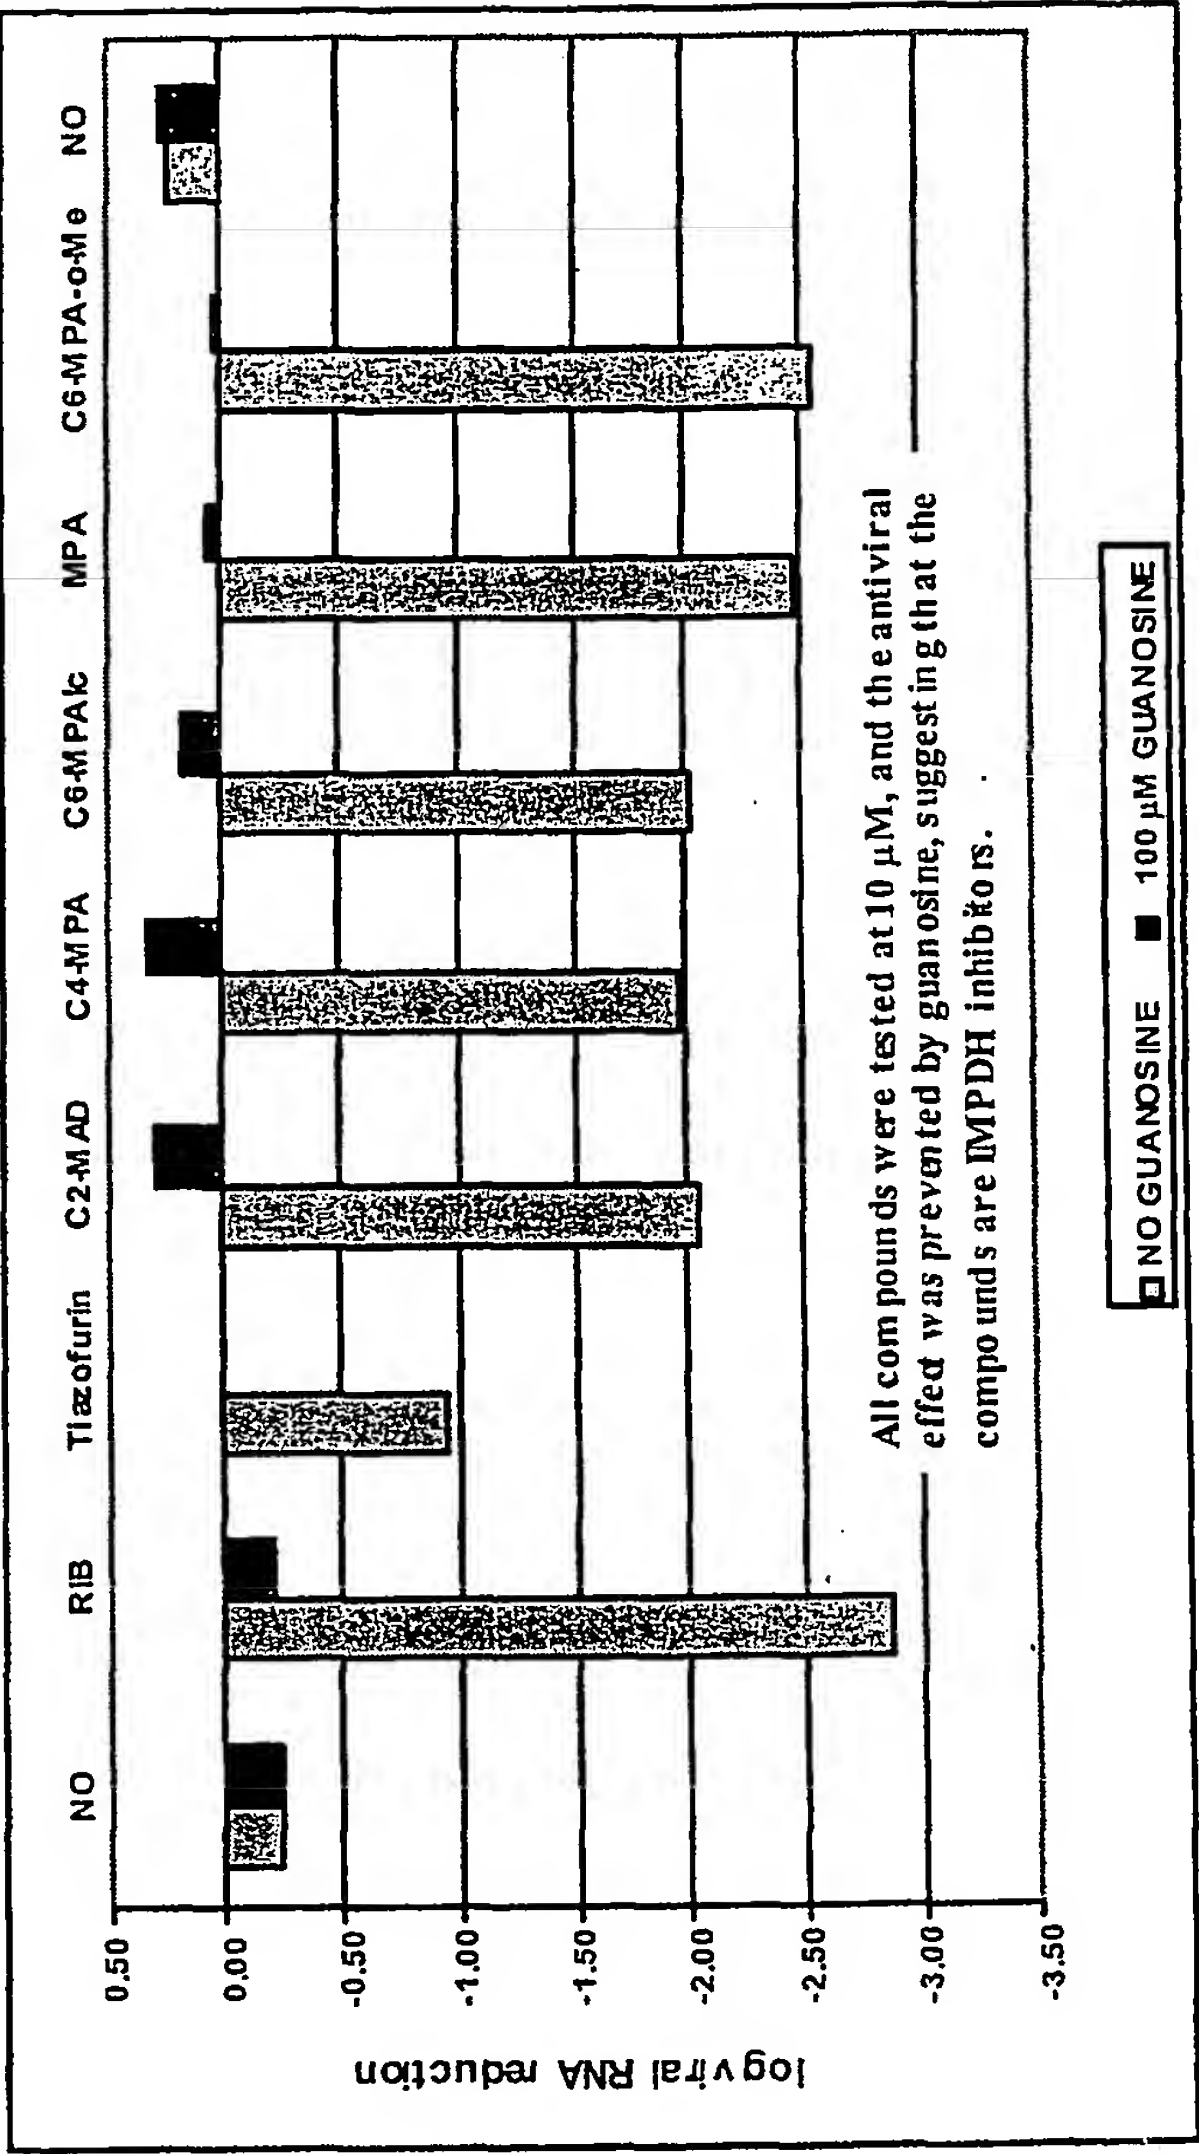 NO RIB Tiazofurin C2-MAD C4-MPA C6-MPAlc MPA C6-MPA-o-Me NO
0.50
0.00
-0.50
-1.00
-1.50
-2.00
-2.50
-3.00
-3.50
log viral RNA reduction
All compounds were tested at 10 µM, and the antiviral
effect was prevented by guanosine, suggesting that the
compounds are IMPDH inhibitors.
NO GUANOSINE 100 µM GUANOSINE